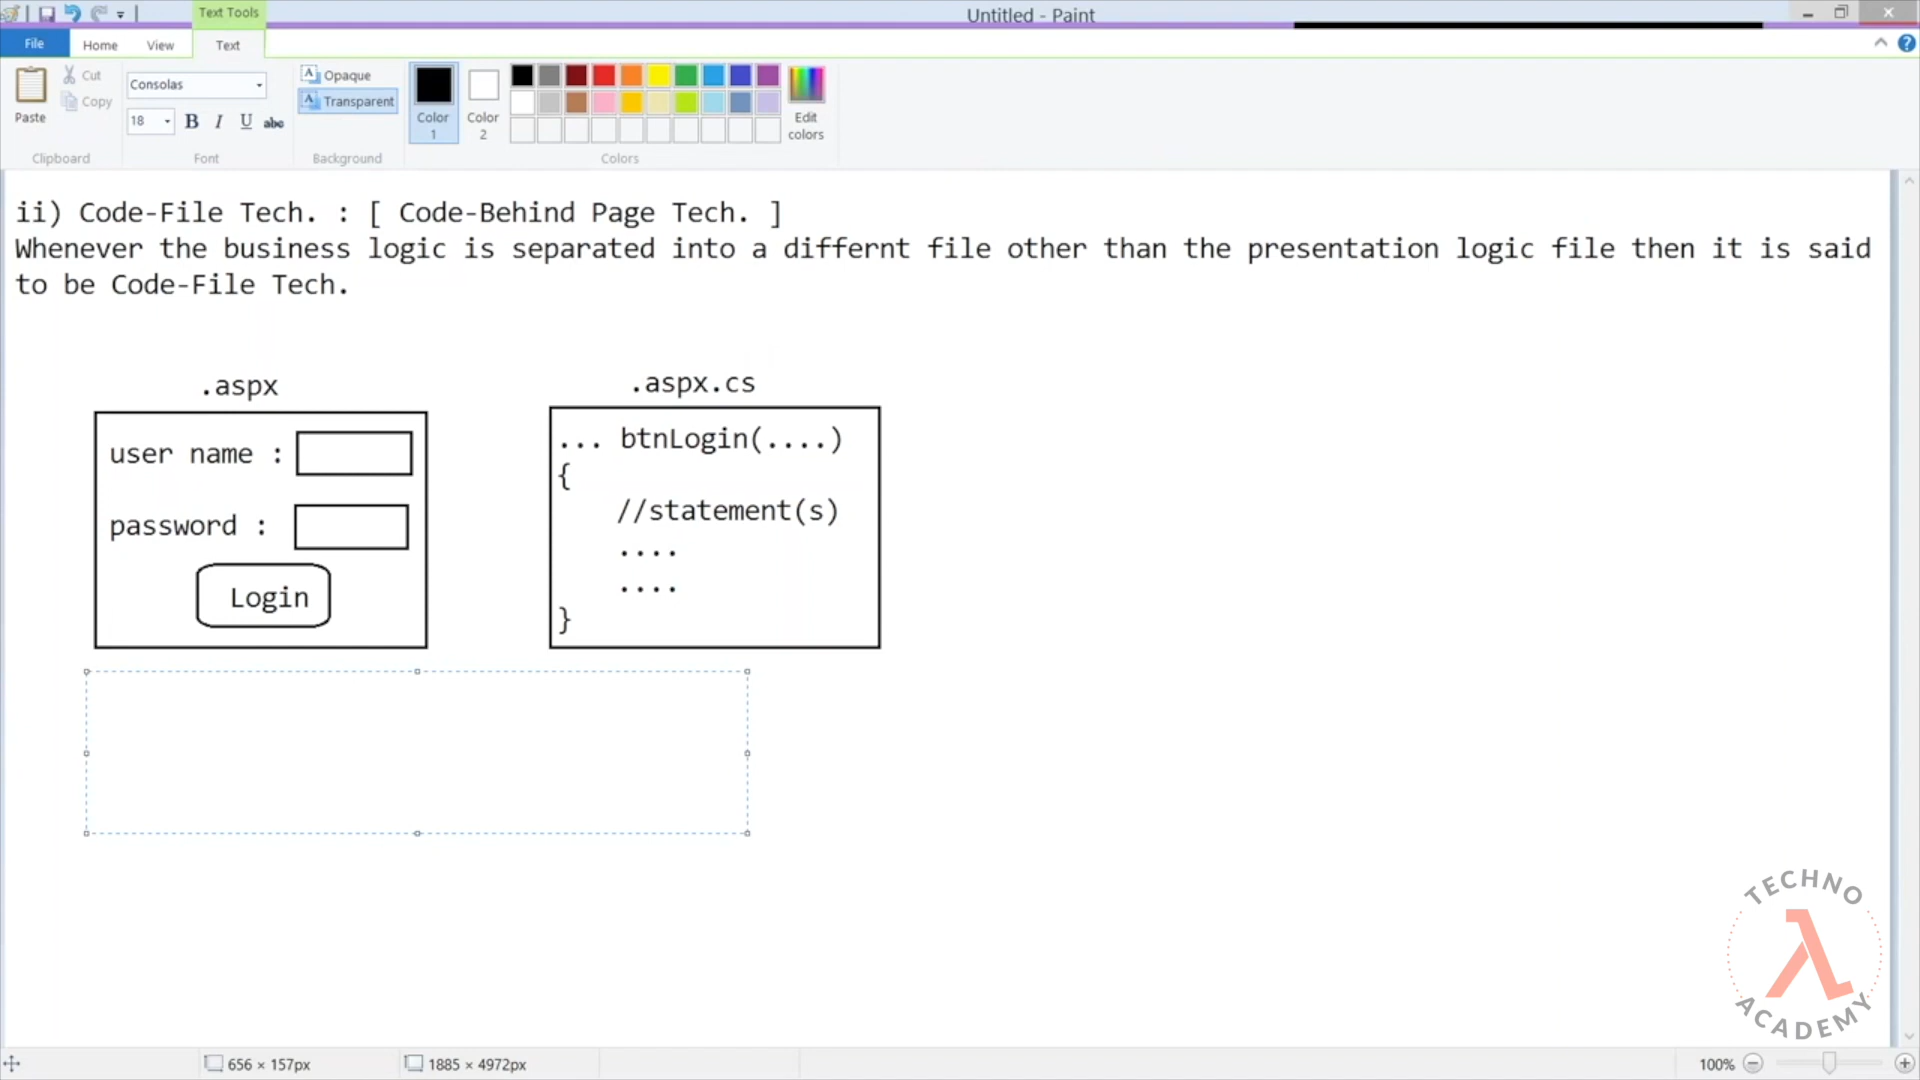 Text Tools
Untitled - Paint
File
Home
View
Text
Paste
Cut
Copy
Clipboard
Consolas
18
B
I
U
abc
Font
Opaque
Transparent
Background
Color
1
Color
2
Edit
colors
Colors
ii) Code-File Tech. : [ Code-Behind Page Tech. ]
Whenever the business logic is separated into a differnt file other than the presentation logic file then it is said
to be Code-File Tech.
.aspx
user name :
password :
Login
.aspx.cs
... btnLogin(....)
{
//statement(s)
....
....
}
TECHNO
ACADEMY
656 × 157px
1885 × 4972px
100%